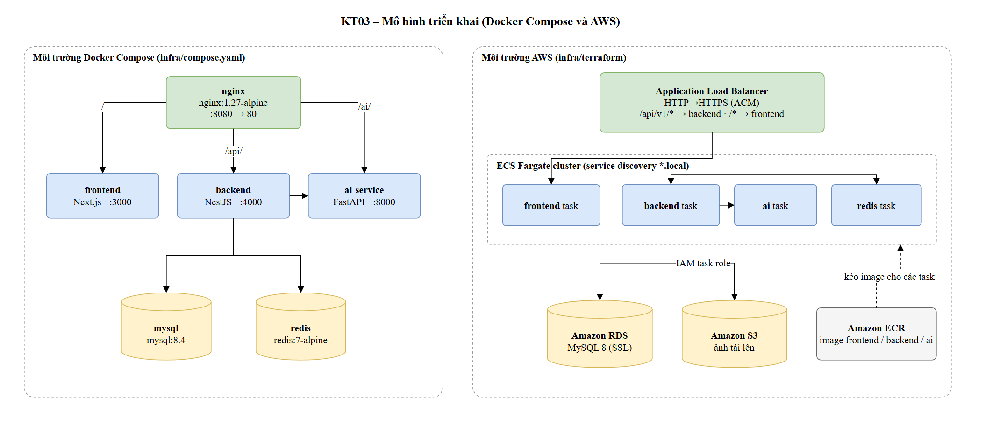 KT03 – Mô hình triển khai (Docker Compose và AWS)
Môi trường Docker Compose (infra/compose.yaml)
nginx
nginx:1.27-alpine
:8080 → 80
/
/ai/
/api/
frontend
Next.js · :3000
backend
NestJS · :4000
ai-service
FastAPI · :8000
mysql
mysql:8.4
redis
redis:7-alpine
Môi trường AWS (infra/terraform)
Application Load Balancer
HTTP→HTTPS (ACM)
/api/v1/* → backend · /* → frontend
ECS Fargate cluster (service discovery *.local)
frontend task
backend task
ai task
redis task
IAM task role
kéo image cho các task
Amazon RDS
MySQL 8 (SSL)
Amazon S3
ảnh tải lên
Amazon ECR
image frontend / backend / ai